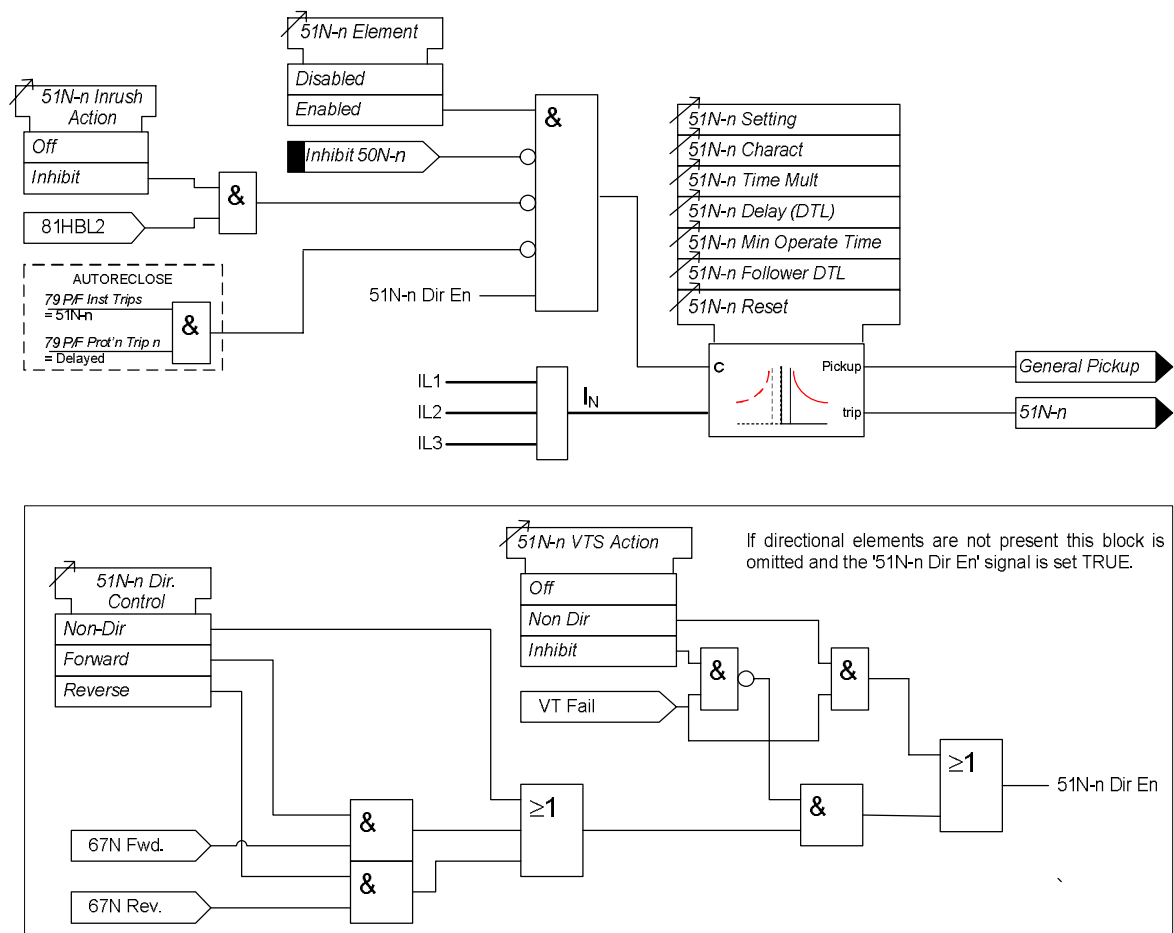 51N-n Element
Disabled
Enabled
51N-n Inrush
Action
Off
Inhibit
81HBL2
Inhibit 50N-n
&
&
AUTORECLOSE
79 P/F Inst Trips
= 51N-n
79 P/F Prot'n Trip n
= Delayed
&
51N-n Dir En
51N-n Setting
51N-n Charact
51N-n Time Mult
51N-n Delay (DTL)
51N-n Min Operate Time
51N-n Follower DTL
51N-n Reset
C
Pickup
trip
General Pickup
51N-n
IL1
IL2
IL3
IN
51N-n Dir.
Control
Non-Dir
Forward
Reverse
51N-n VTS Action
Off
Non Dir
Inhibit
VT Fail
If directional elements are not present this block is
omitted and the '51N-n Dir En' signal is set TRUE.
&
&
≥1
51N-n Dir En
≥1
&
&
67N Fwd.
&
67N Rev.